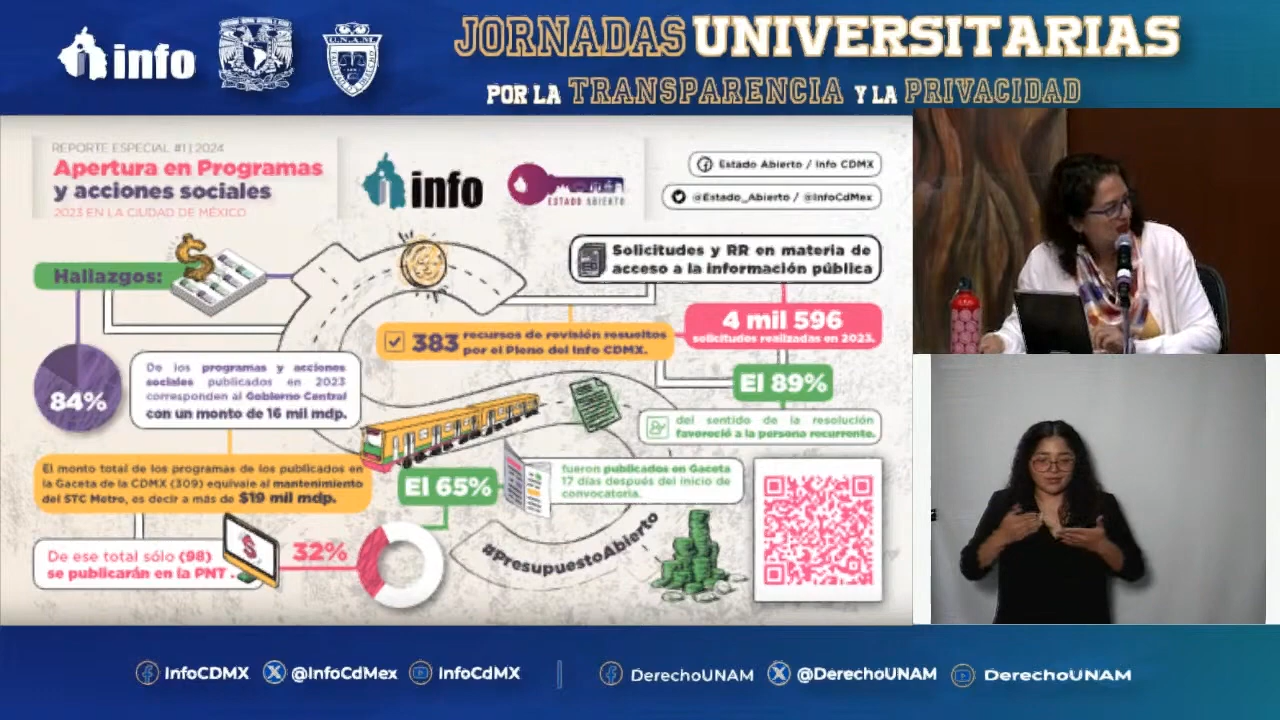 info
U.N.A.M.
JORNADAS UNIVERSITARIAS
POR LA TRANSPARENCIA Y LA PRIVACIDAD
REPORTE ESPECIAL #1 | 2024
Apertura en Programas
y acciones sociales
2023 EN LA CIUDAD DE MÉXICO
info
ESTADO ABIERTO
Estado Abierto / Info CDMX
@Estado_Abierto / @InfoCdMex
Hallazgos:
Solicitudes y RR en materia de
acceso a la información pública
383 recursos de revisión resueltos
por el Pleno del Info CDMX.
4 mil 596
solicitudes realizadas en 2023.
84%
De los programas y acciones
sociales publicados en 2023
corresponden al Gobierno Central
con un monto de 16 mil mdp.
El 89%
del sentido de la resolución
favoreció a la persona recurrente.
El monto total de los programas de los publicados en
la Gaceta de la CDMX (309) equivale al mantenimiento
del STC Metro, es decir a más de $19 mil mdp.
El 65%
fueron publicados en Gaceta
17 días después del inicio de
convocatoria.
De ese total sólo (98)
se publicarán en la PNT.
32%
#PresupuestoAbierto
InfoCDMX @InfoCdMex InfoCDMX | DerechoUNAM @DerechoUNAM DerechoUNAM